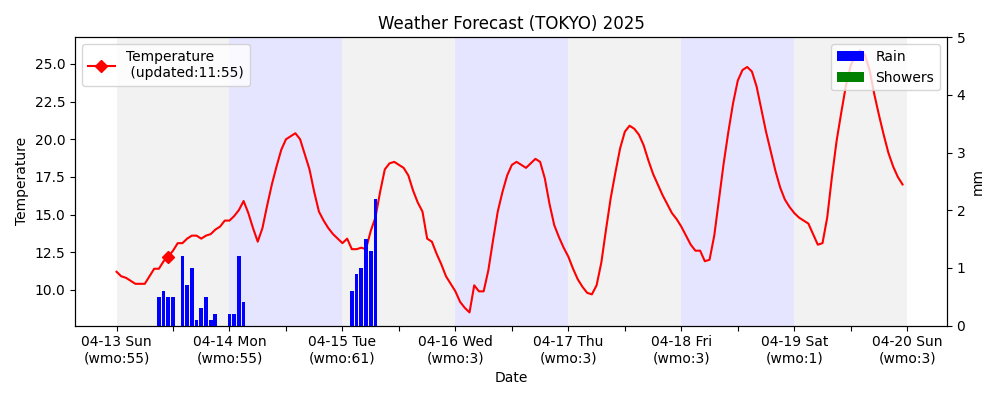 Weather Forecast (TOKYO) 2025
Temperature
(updated:11:55)
Rain
Showers
Temperature
25.0
22.5
20.0
17.5
15.0
12.5
10.0
5
4
3
2
1
0
mm
04-13 Sun
(wmo:55)
04-14 Mon
(wmo:55)
04-15 Tue
(wmo:61)
04-16 Wed
(wmo:3)
04-17 Thu
(wmo:3)
04-18 Fri
(wmo:3)
04-19 Sat
(wmo:1)
04-20 Sun
(wmo:3)
Date